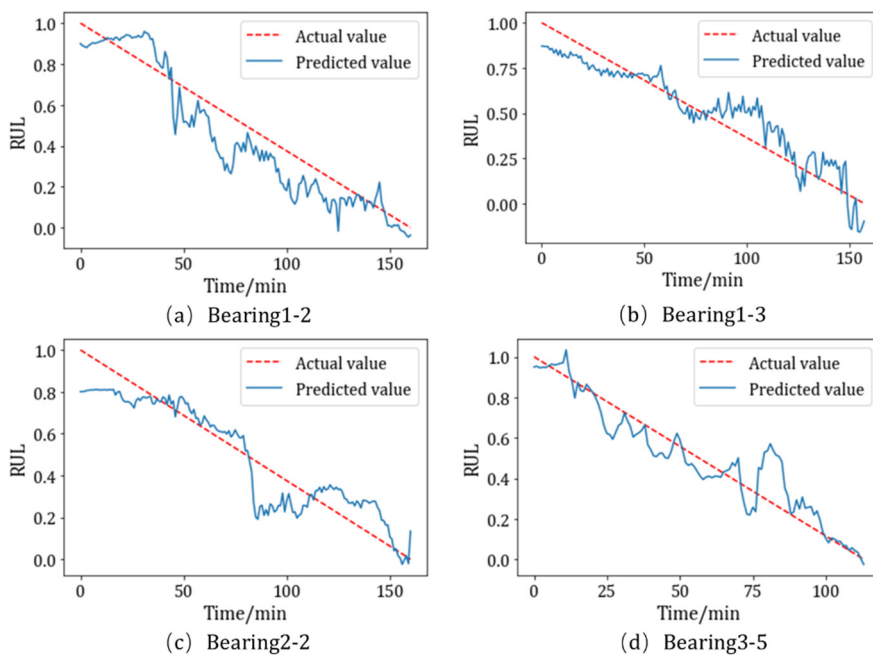 1.0
0.8
0.6
0.4
0.2
0.0
RUL
Actual value
Predicted value
0
50
100
150
Time/min
(a) Bearing1-2
1.00
0.75
0.50
0.25
0.00
RUL
Actual value
Predicted value
0
50
100
150
Time/min
(b) Bearing1-3
1.0
0.8
0.6
0.4
0.2
0.0
RUL
Actual value
Predicted value
0
50
100
150
Time/min
(c) Bearing2-2
1.0
0.8
0.6
0.4
0.2
0.0
RUL
Actual value
Predicted value
0
25
50
75
100
Time/min
(d) Bearing3-5